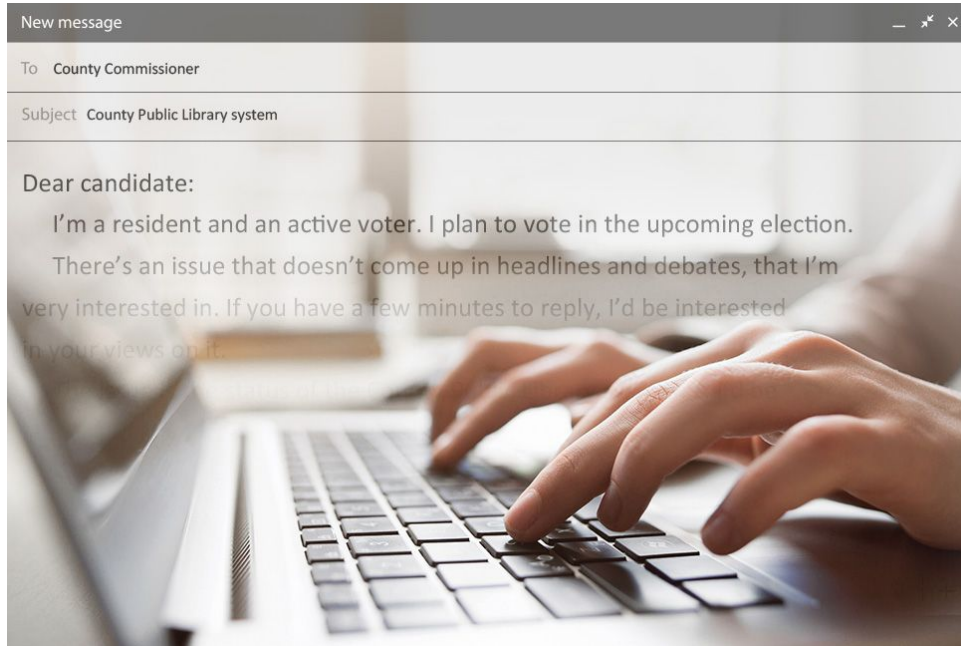 New message
To County Commissioner
Subject County Public Library system
Dear candidate:
I’m a resident and an active voter. I plan to vote in the upcoming election.
There’s an issue that doesn’t come up in headlines and debates, that I’m
very interested in. If you have a few minutes to reply, I’d be interested
in your views on it.